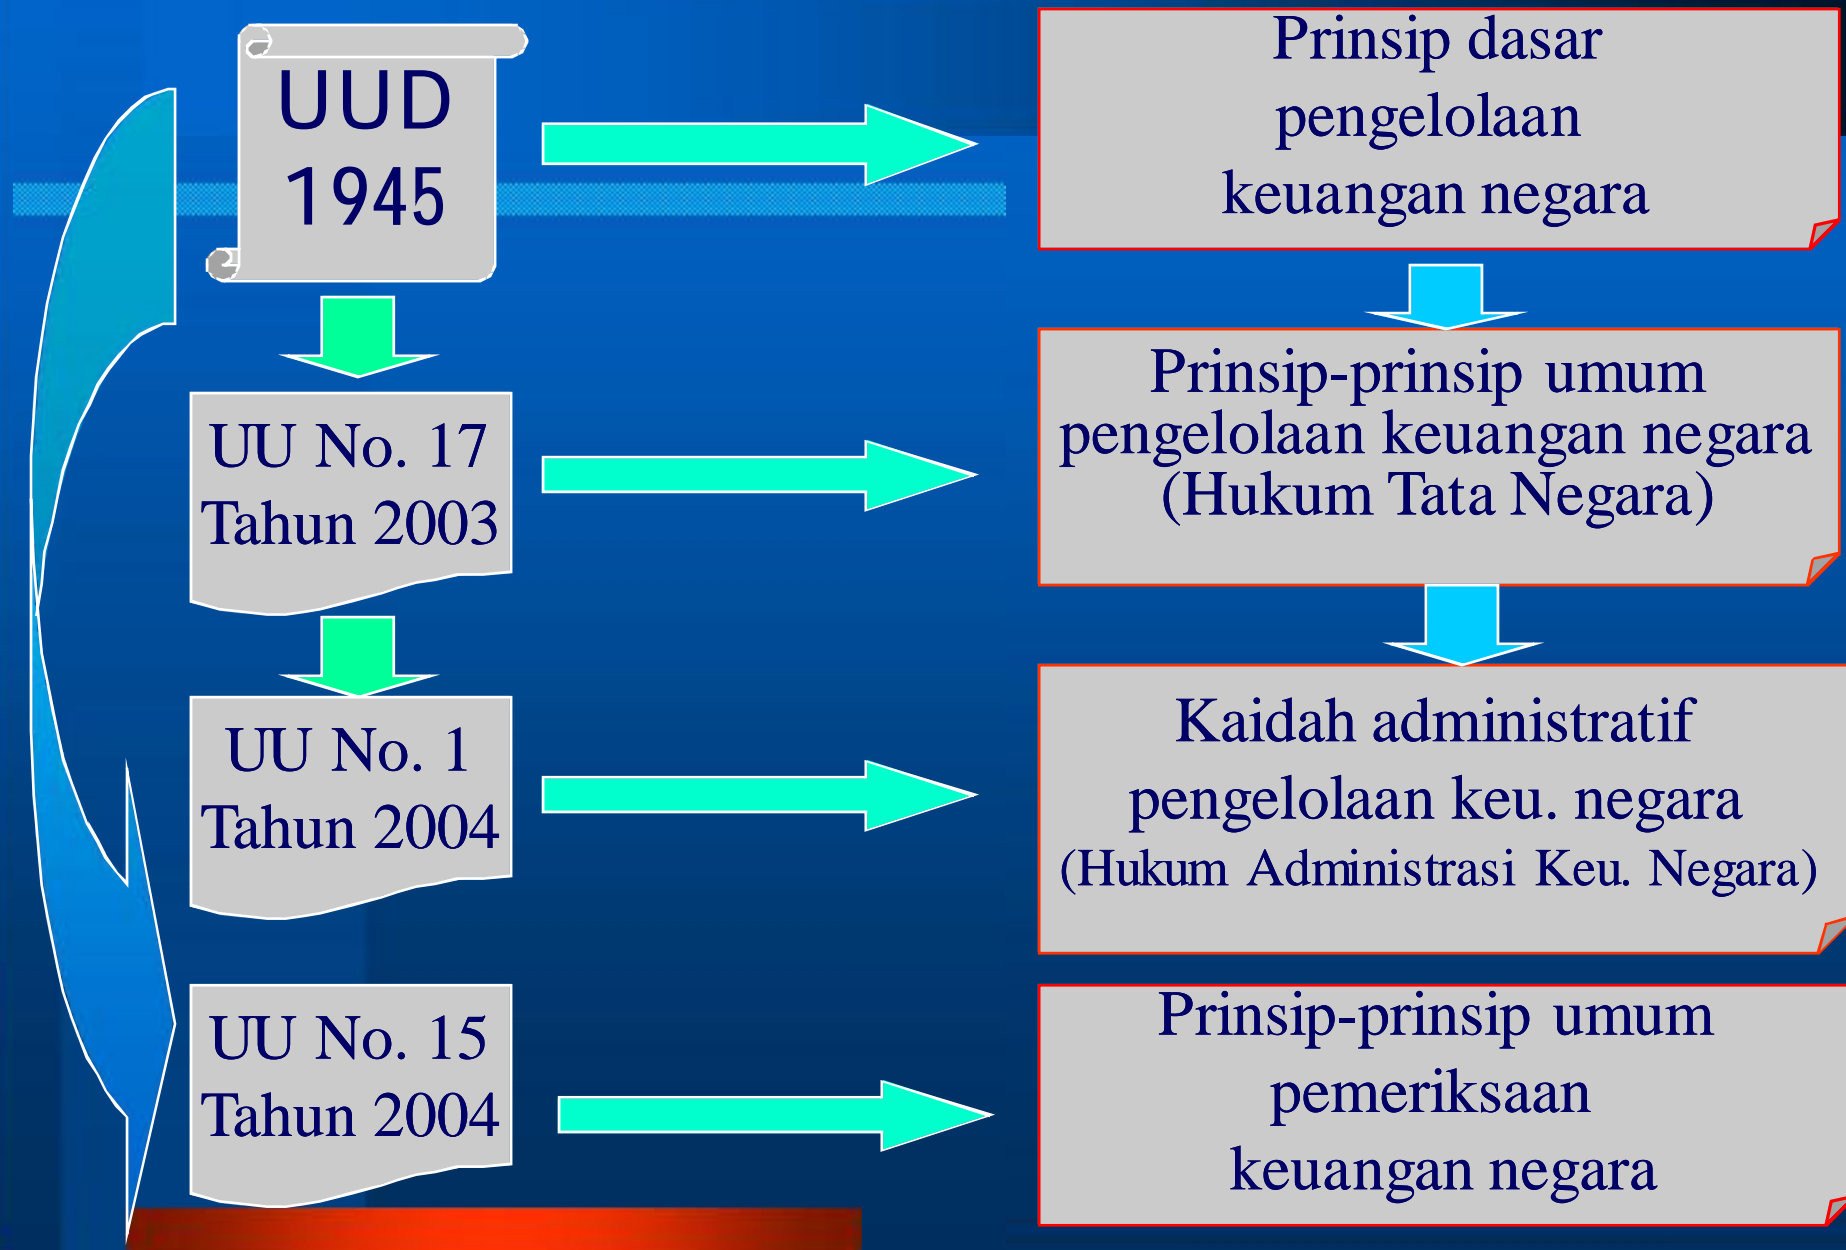 UUD
1945
Prinsip dasar
pengelolaan
keuangan negara
UU No. 17
Tahun 2003
Prinsip-prinsip umum
pengelolaan keuangan negara
(Hukum Tata Negara)
UU No. 1
Tahun 2004
Kaidah administratif
pengelolaan keu. negara
(Hukum Administrasi Keu. Negara)
UU No. 15
Tahun 2004
Prinsip-prinsip umum
pemeriksaan
keuangan negara